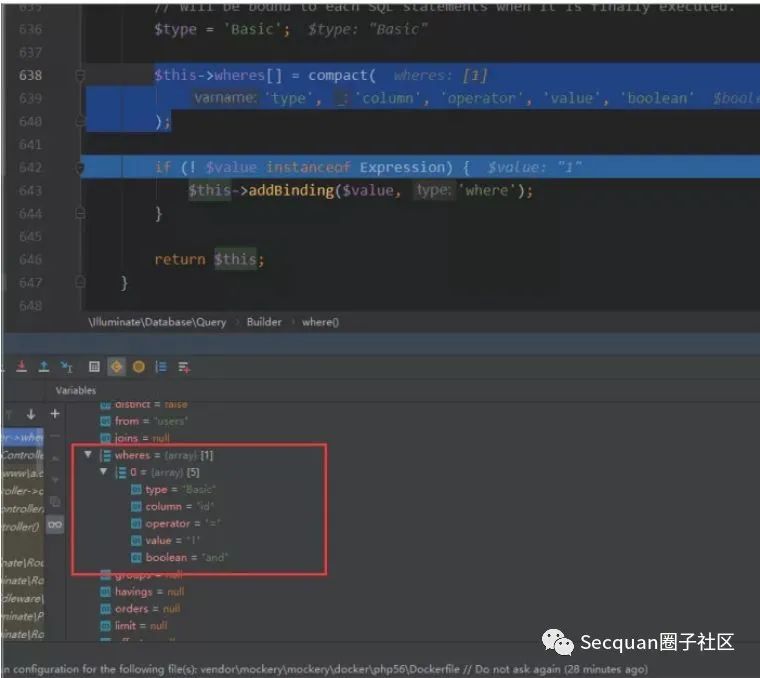 635 // will be bound to each SQL statements when it is finally executed.
636 $type = 'Basic'; $type: "Basic"
637
638 $this->wheres[] = compact( wheres: [1]
639 varname: 'type', _: 'column', 'operator', 'value', 'boolean' $boole
640 );
641
642 if (! $value instanceof Expression) { $value: "1"
643 $this->addBinding($value, type: 'where');
644 }
645
646 return $this;
647 }
648
\Illuminate\Database\Query › Builder › where()
Variables
distinct = false
from = "users"
joins = null
wheres = {array} [1]
0 = {array} [5]
type = "Basic"
column = "id"
operator = "="
value = "1"
boolean = "and"
groups = null
havings = null
orders = null
limit = null
er->whe
Controlle
www\a.c
roller->c
controller
troller()
inate\Rou
inate\Ro
ddleware\
minate\P
inate\Rou
Secquan圈子社区
n configuration for the following file(s): vendor\mockery\mockery\docker\php56\Dockerfile // Do not ask again (28 minutes ago)